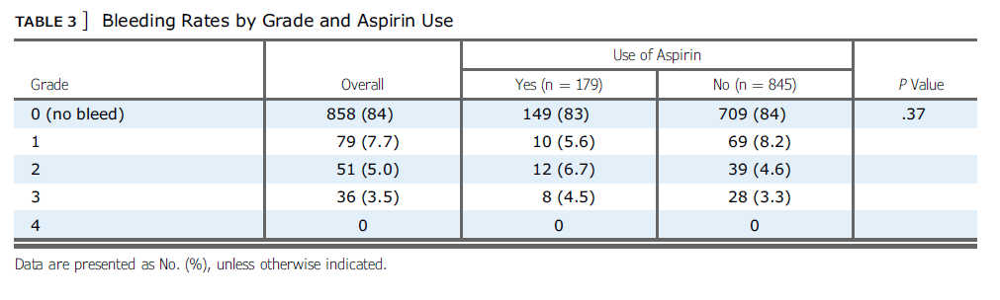 TABLE 3 ] Bleeding Rates by Grade and Aspirin Use
Use of Aspirin
Grade Overall Yes (n = 179) No (n = 845) P Value
0 (no bleed) 858 (84) 149 (83) 709 (84) .37
1 79 (7.7) 10 (5.6) 69 (8.2)
2 51 (5.0) 12 (6.7) 39 (4.6)
3 36 (3.5) 8 (4.5) 28 (3.3)
4 0 0 0
Data are presented as No. (%), unless otherwise indicated.